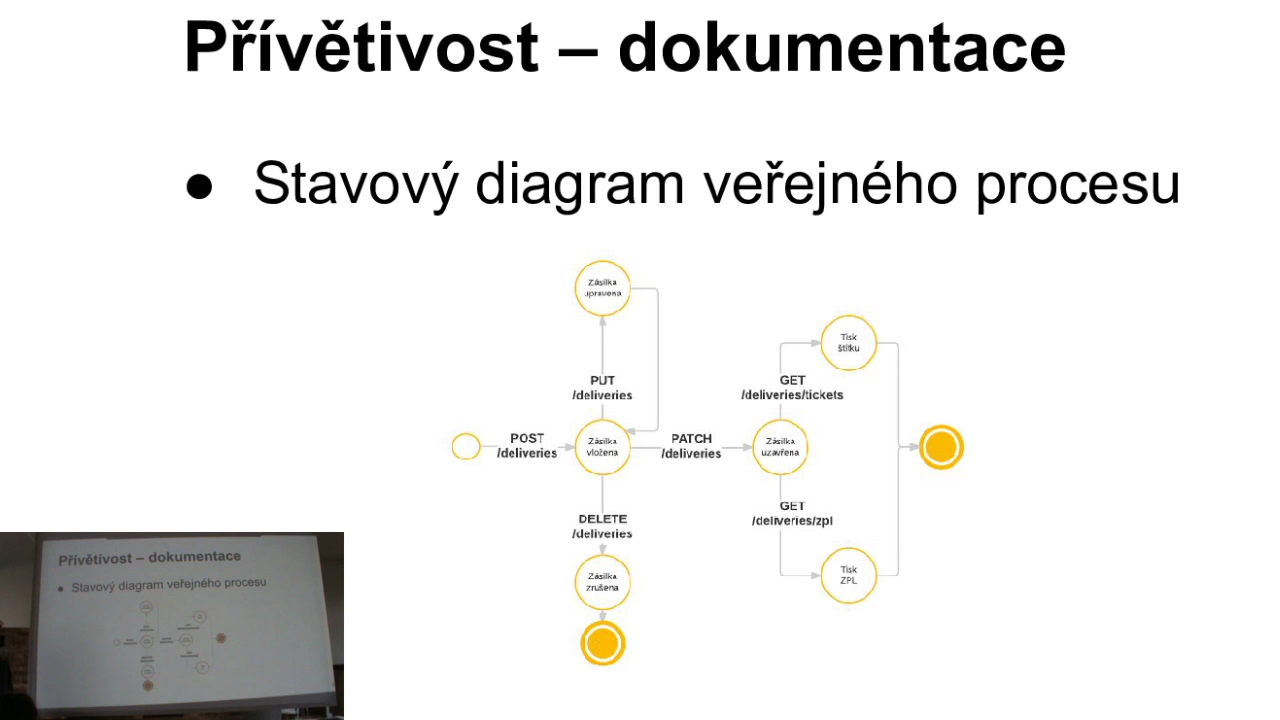 Přívětivost – dokumentace
● Stavový diagram veřejného procesu
Zásilka
upravena
Tisk
štítku
PUT
/deliveries
GET
/deliveries/tickets
POST
/deliveries
Zásilka
vložena
PATCH
/deliveries
Zásilka
uzavřena
DELETE
/deliveries
GET
/deliveries/zpl
Zásilka
zrušena
Tisk
ZPL
Přívětivost – dokumentace
● Stavový diagram veřejného procesu